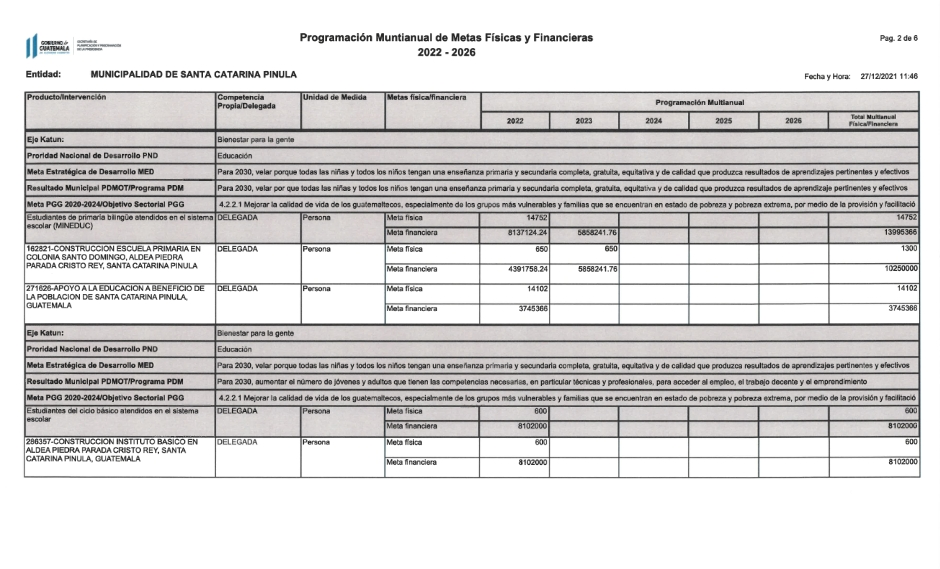 GOBIERNO de
GUATEMALA
SECRETARÍA DE
PLANIFICACIÓN Y PROGRAMACIÓN
DE LA PRESIDENCIA
Programación Muntianual de Metas Físicas y Financieras
2022 - 2026
Pag. 2 de 6
Entidad: MUNICIPALIDAD DE SANTA CATARINA PINULA
Fecha y Hora: 27/12/2021 11:46
Producto/Intervención Competencia Propia/Delegada Unidad de Medida Metas física/financiera Programación Multianual
2022 2023 2024 2025 2026 Total Multianual Física/Financiera
Eje Katun: Bienestar para la gente
Proridad Nacional de Desarrollo PND Educación
Meta Estratégica de Desarrollo MED Para 2030, velar porque todas las niñas y todos los niños tengan una enseñanza primaria y secundaria completa, gratuita, equitativa y de calidad que produzca resultados de aprendizajes pertinentes y efectivos
Resultado Municipal PDMOT/Programa PDM Para 2030, velar por que todas las niñas y todos los niños tengan una enseñanza primaria y secundaria completa, gratuita, equitativa y de calidad que produzca resultados de aprendizaje pertinentes y efectivos
Meta PGG 2020-2024/Objetivo Sectorial PGG 4.2.2.1 Mejorar la calidad de vida de los guatemaltecos, especialmente de los grupos más vulnerables y familias que se encuentran en estado de pobreza y pobreza extrema, por medio de la provisión y facilitació
Estudiantes de primaria bilingüe atendidos en el sistema DELEGADA Persona Meta física 14752 14752
escolar (MINEDUC) Meta financiera 8137124.24 5858241.76 13995366
162821-CONSTRUCCION ESCUELA PRIMARIA EN DELEGADA Persona Meta física 650 650 1300
COLONIA SANTO DOMINGO, ALDEA PIEDRA
PARADA CRISTO REY, SANTA CATARINA PINULA Meta financiera 4391758.24 5858241.76 10250000
271626-APOYO A LA EDUCACION A BENEFICIO DE DELEGADA Persona Meta física 14102 14102
LA POBLACION DE SANTA CATARINA PINULA,
GUATEMALA Meta financiera 3745366 3745366
Eje Katun: Bienestar para la gente
Proridad Nacional de Desarrollo PND Educación
Meta Estratégica de Desarrollo MED Para 2030, velar porque todas las niñas y todos los niños tengan una enseñanza primaria y secundaria completa, gratuita, equitativa y de calidad que produzca resultados de aprendizajes pertinentes y efectivos
Resultado Municipal PDMOT/Programa PDM Para 2030, aumentar el número de jóvenes y adultos que tienen las competencias necesarias, en particular técnicas y profesionales, para acceder al empleo, el trabajo decente y el emprendimiento
Meta PGG 2020-2024/Objetivo Sectorial PGG 4.2.2.1 Mejorar la calidad de vida de los guatemaltecos, especialmente de los grupos más vulnerables y familias que se encuentran en estado de pobreza y pobreza extrema, por medio de la provisión y facilitació
Estudiantes del ciclo básico atendidos en el sistema DELEGADA Persona Meta física 600 600
escolar Meta financiera 8102000 8102000
286357-CONSTRUCCION INSTITUTO BASICO EN DELEGADA Persona Meta física 600 600
ALDEA PIEDRA PARADA CRISTO REY, SANTA
CATARINA PINULA, GUATEMALA Meta financiera 8102000 8102000